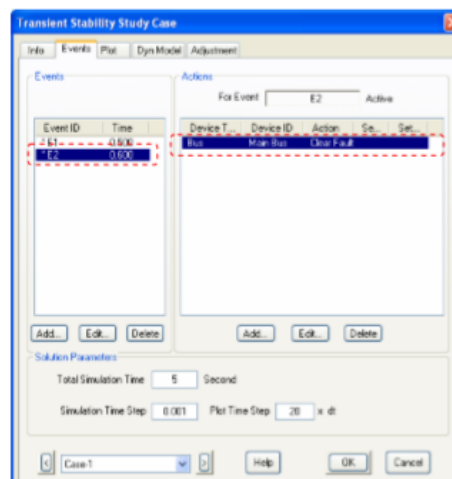 Transient Stability Study Case
Info Events Plot Dyn Model Adjustment
Events
Actions
For Event E2 Active
Event ID Time
* E1 0.500
* E2 0.600
Device T... Device ID Action Se... Set...
Bus Main Bus Clear Fault
Add... Edit... Delete
Add... Edit... Delete
Solution Parameters
Total Simulation Time 5 Second
Simulation Time Step 0.001 Plot Time Step 20 x dt
< Case-1 > Help OK Cancel